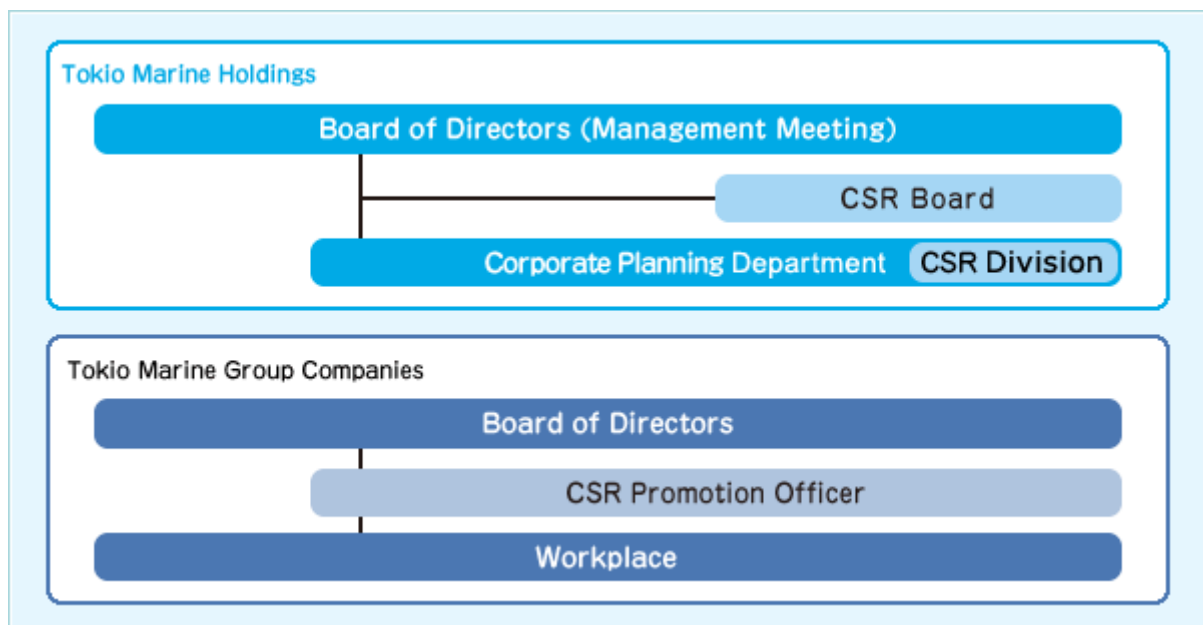 Tokio Marine Holdings
Board of Directors (Management Meeting)
CSR Board
Corporate Planning Department CSR Division
Tokio Marine Group Companies
Board of Directors
CSR Promotion Officer
Workplace